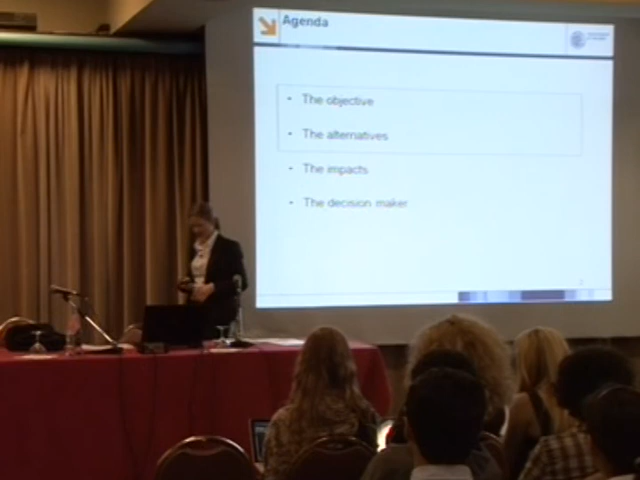 Agenda
• The objective
• The alternatives
• The impacts
• The decision maker